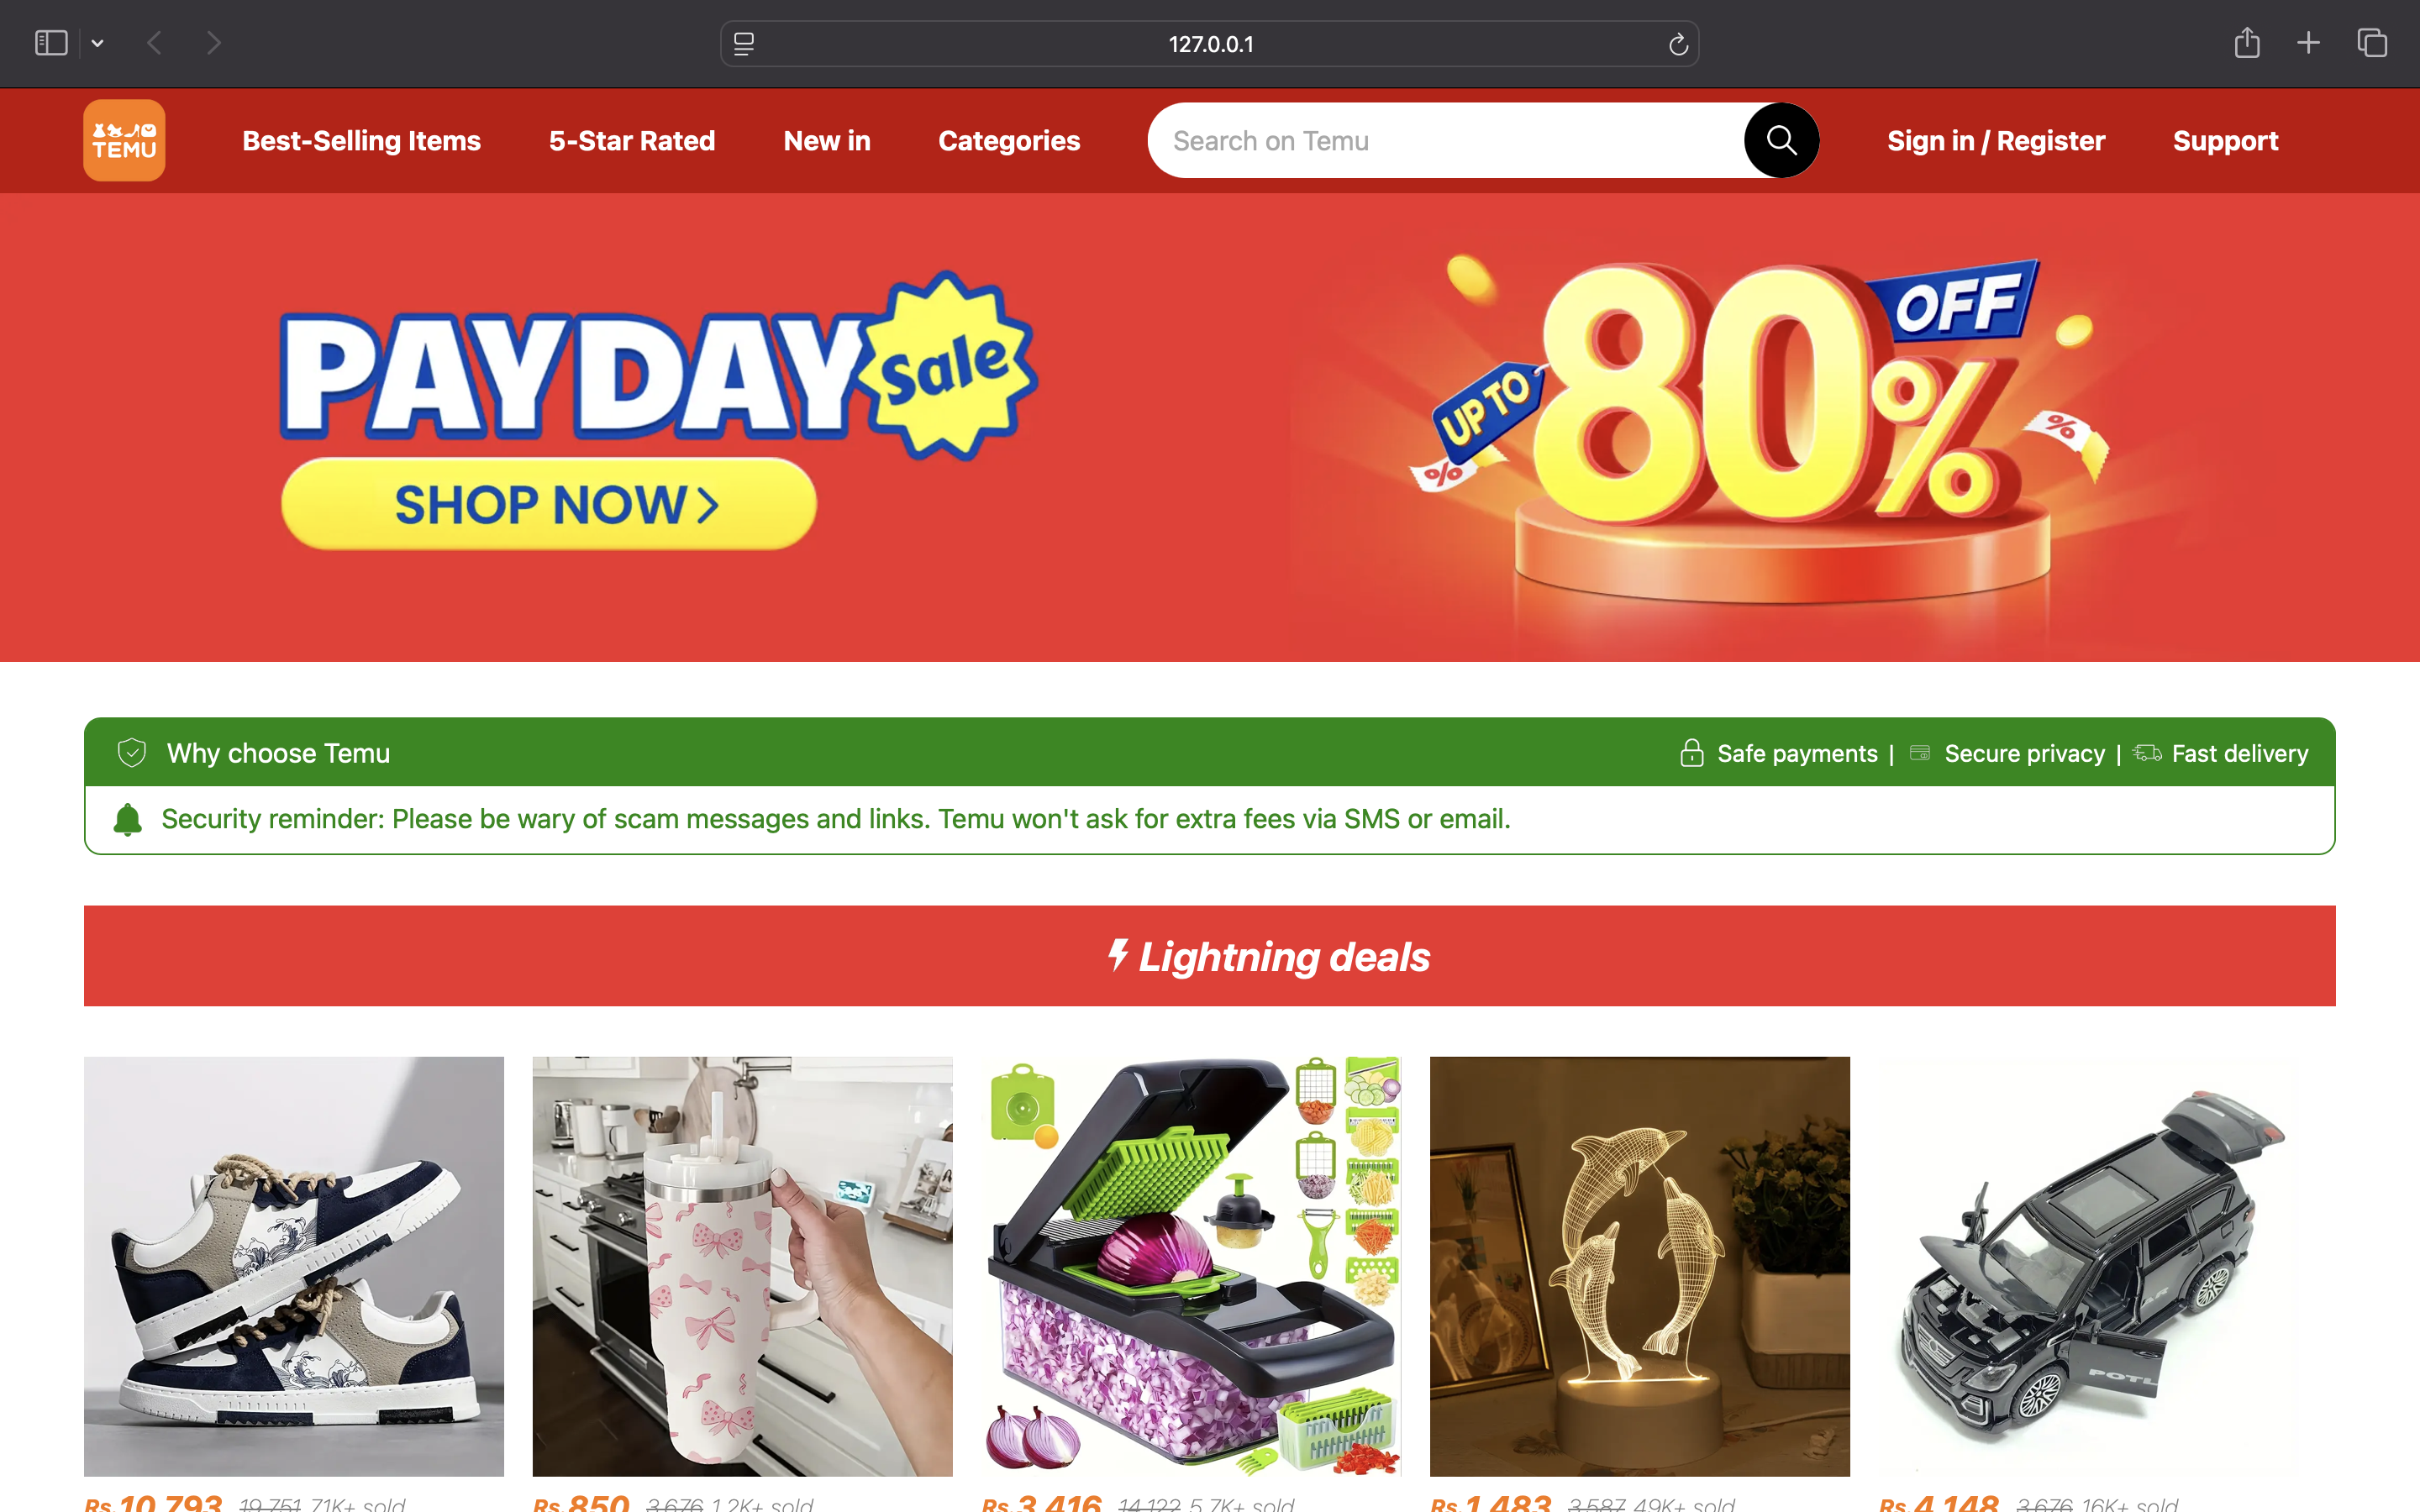 127.0.0.1
TEMU
Best-Selling Items
5-Star Rated
New in
Categories
Search on Temu
Sign in / Register
Support
PAYDAY sale
SHOP NOW>
UP TO 80% OFF
%
%
Why choose Temu
Safe payments | Secure privacy | Fast delivery
Security reminder: Please be wary of scam messages and links. Temu won't ask for extra fees via SMS or email.
Lightning deals
POTL
Rs.10,793 19,751 71K+ sold
Rs.850 3,676 1.2K+ sold
Rs.3,416 14,122 5.7K+ sold
Rs.1,483 3,587 49K+ sold
Rs.4,148 3,676 16K+ sold